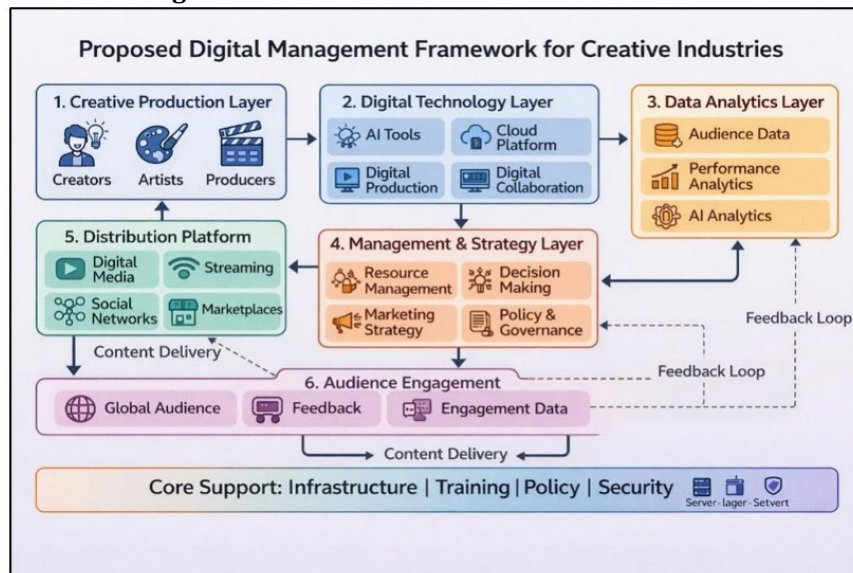 Proposed Digital Management Framework for Creative Industries
1. Creative Production Layer
Creators
Artists
Producers
2. Digital Technology Layer
AI Tools
Cloud
Platform
Digital
Production
Digital
Collaboration
3. Data Analytics Layer
Audience Data
Performance
Analytics
AI Analytics
5. Distribution Platform
Digital
Media
Streaming
Social
Networks
Marketplaces
4. Management & Strategy Layer
Resource
Management
Decision
Making
Marketing
Strategy
Policy &
Governance
Feedback Loop
Content Delivery
Feedback Loop
6. Audience Engagement
Global Audience
Feedback
Engagement Data
Content Delivery
Core Support: Infrastructure | Training | Policy | Security
Server - lager - Setvert